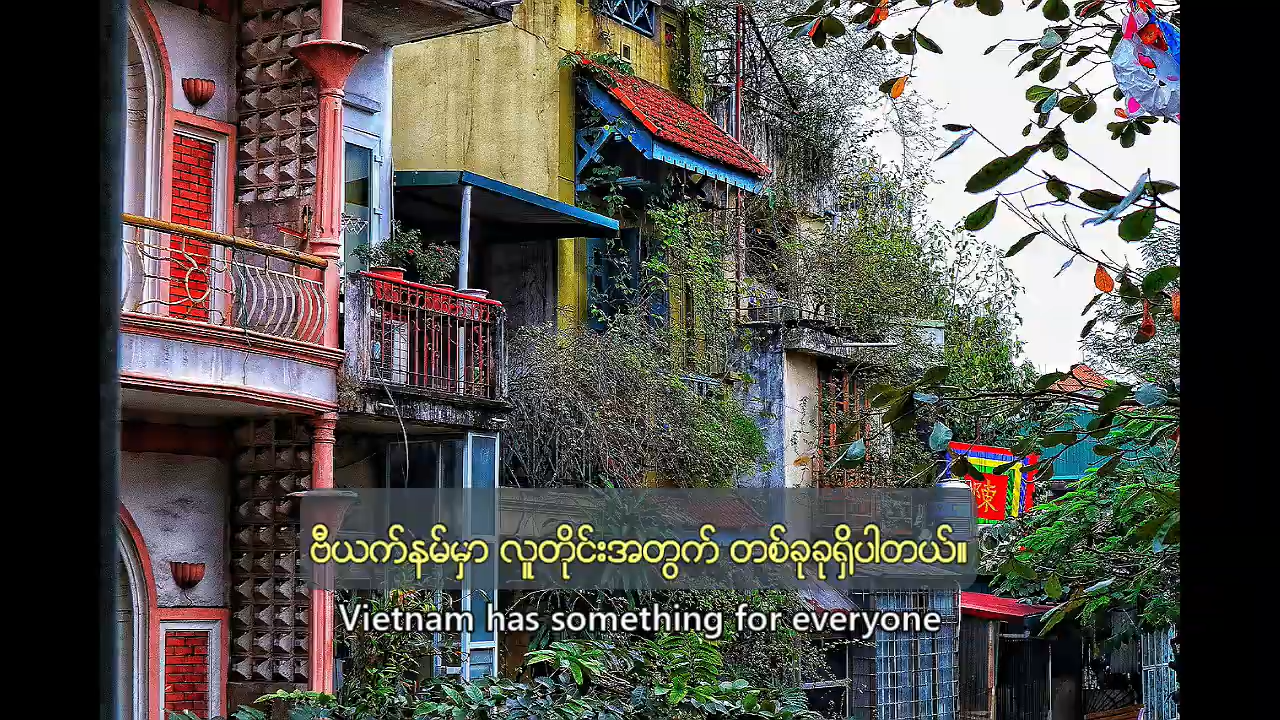 陳
ဗီယက်နမ်မှာ လူတိုင်းအတွက် တစ်ခုခုရှိပါတယ်။
Vietnam has something for everyone